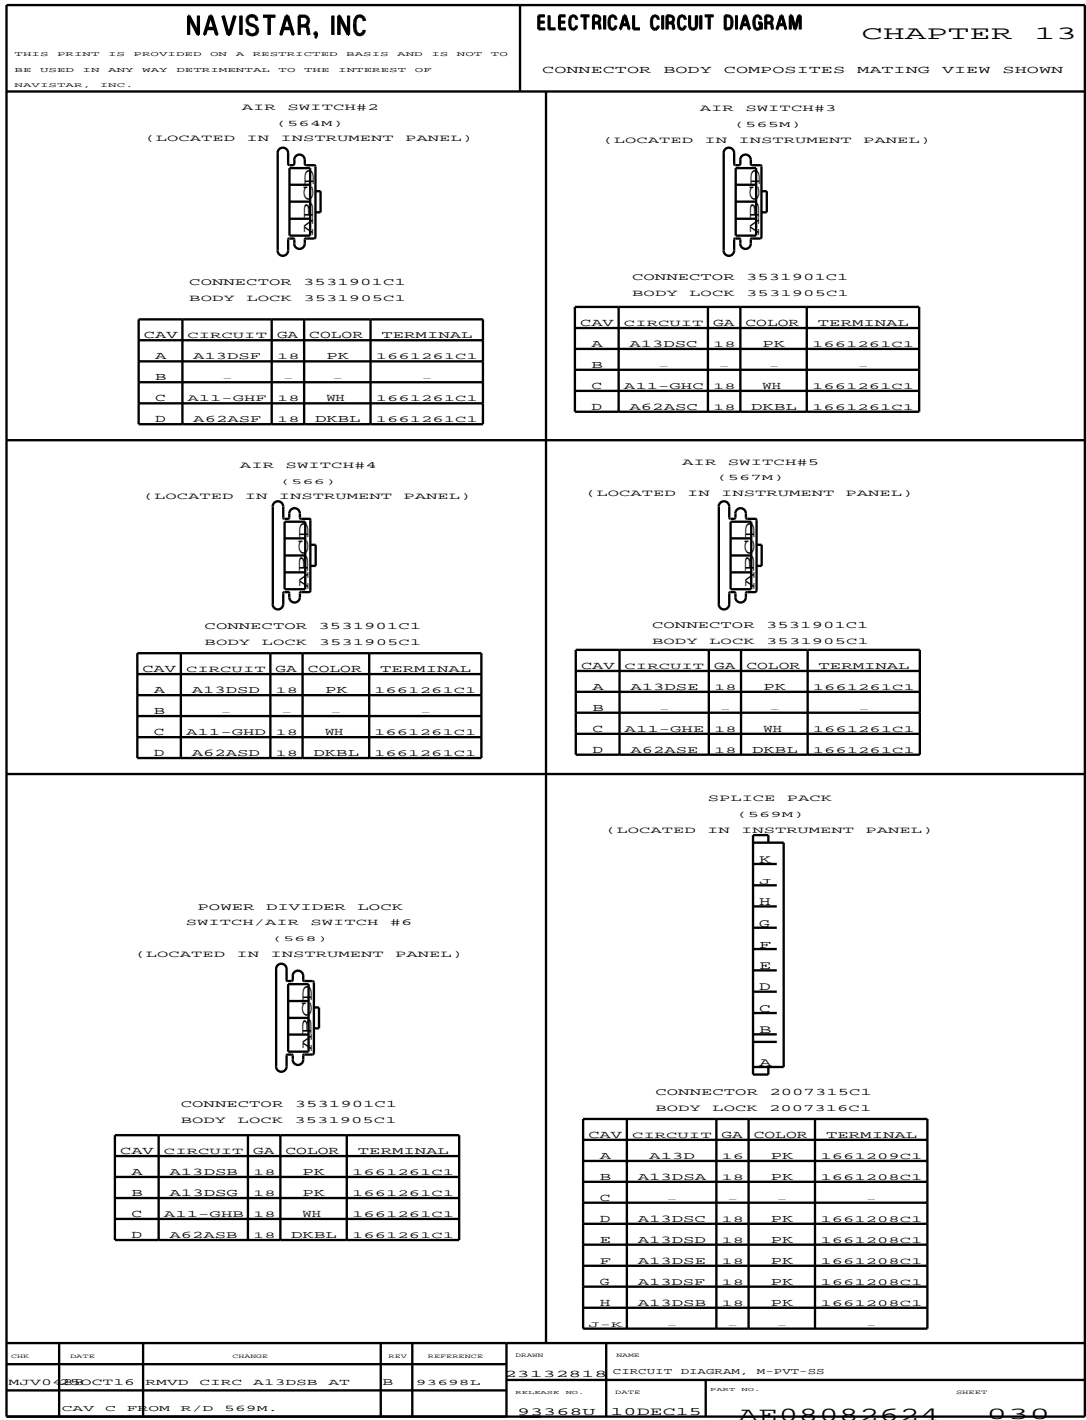 NAVISTAR, INC
THIS PRINT IS PROVIDED ON A RESTRICTED BASIS AND IS NOT TO
BE USED IN ANY WAY DETRIMENTAL TO THE INTEREST OF
NAVISTAR, INC.
ELECTRICAL CIRCUIT DIAGRAM
CHAPTER 13
CONNECTOR BODY COMPOSITES MATING VIEW SHOWN
AIR SWITCH#2
(564M)
(LOCATED IN INSTRUMENT PANEL)
ABCD
CONNECTOR 3531901C1
BODY LOCK 3531905C1
CAV CIRCUIT GA COLOR TERMINAL
A A13DSF 18 PK 1661261C1
B – – – –
C A11-GHF 18 WH 1661261C1
D A62ASF 18 DKBL 1661261C1
AIR SWITCH#3
(565M)
(LOCATED IN INSTRUMENT PANEL)
ABCD
CONNECTOR 3531901C1
BODY LOCK 3531905C1
CAV CIRCUIT GA COLOR TERMINAL
A A13DSC 18 PK 1661261C1
B – – – –
C A11-GHC 18 WH 1661261C1
D A62ASC 18 DKBL 1661261C1
AIR SWITCH#4
(566)
(LOCATED IN INSTRUMENT PANEL)
ABCD
CONNECTOR 3531901C1
BODY LOCK 3531905C1
CAV CIRCUIT GA COLOR TERMINAL
A A13DSD 18 PK 1661261C1
B – – – –
C A11-GHD 18 WH 1661261C1
D A62ASD 18 DKBL 1661261C1
AIR SWITCH#5
(567M)
(LOCATED IN INSTRUMENT PANEL)
ABCD
CONNECTOR 3531901C1
BODY LOCK 3531905C1
CAV CIRCUIT GA COLOR TERMINAL
A A13DSE 18 PK 1661261C1
B – – – –
C A11-GHE 18 WH 1661261C1
D A62ASE 18 DKBL 1661261C1
POWER DIVIDER LOCK
SWITCH/AIR SWITCH #6
(568)
(LOCATED IN INSTRUMENT PANEL)
ABCD
CONNECTOR 3531901C1
BODY LOCK 3531905C1
CAV CIRCUIT GA COLOR TERMINAL
A A13DSB 18 PK 1661261C1
B A13DSG 18 PK 1661261C1
C A11-GHB 18 WH 1661261C1
D A62ASB 18 DKBL 1661261C1
SPLICE PACK
(569M)
(LOCATED IN INSTRUMENT PANEL)
K
J
H
G
F
E
D
C
B
A
CONNECTOR 2007315C1
BODY LOCK 2007316C1
CAV CIRCUIT GA COLOR TERMINAL
A A13D 16 PK 1661209C1
B A13DSA 18 PK 1661208C1
C – – – –
D A13DSC 18 PK 1661208C1
E A13DSD 18 PK 1661208C1
F A13DSE 18 PK 1661208C1
G A13DSF 18 PK 1661208C1
H A13DSB 18 PK 1661208C1
J-K – – – –
CHK DATE CHANGE REV REFERENCE
RMVD CIRC A13DSB AT B 93698L
CAV C FROM R/D 569M.
DRAWN
23132818
NAME
CIRCUIT DIAGRAM, M-PVT-SS
RELEASE NO.
93368U
DATE
10DEC15
PART NO.
AE08082624
SHEET
030